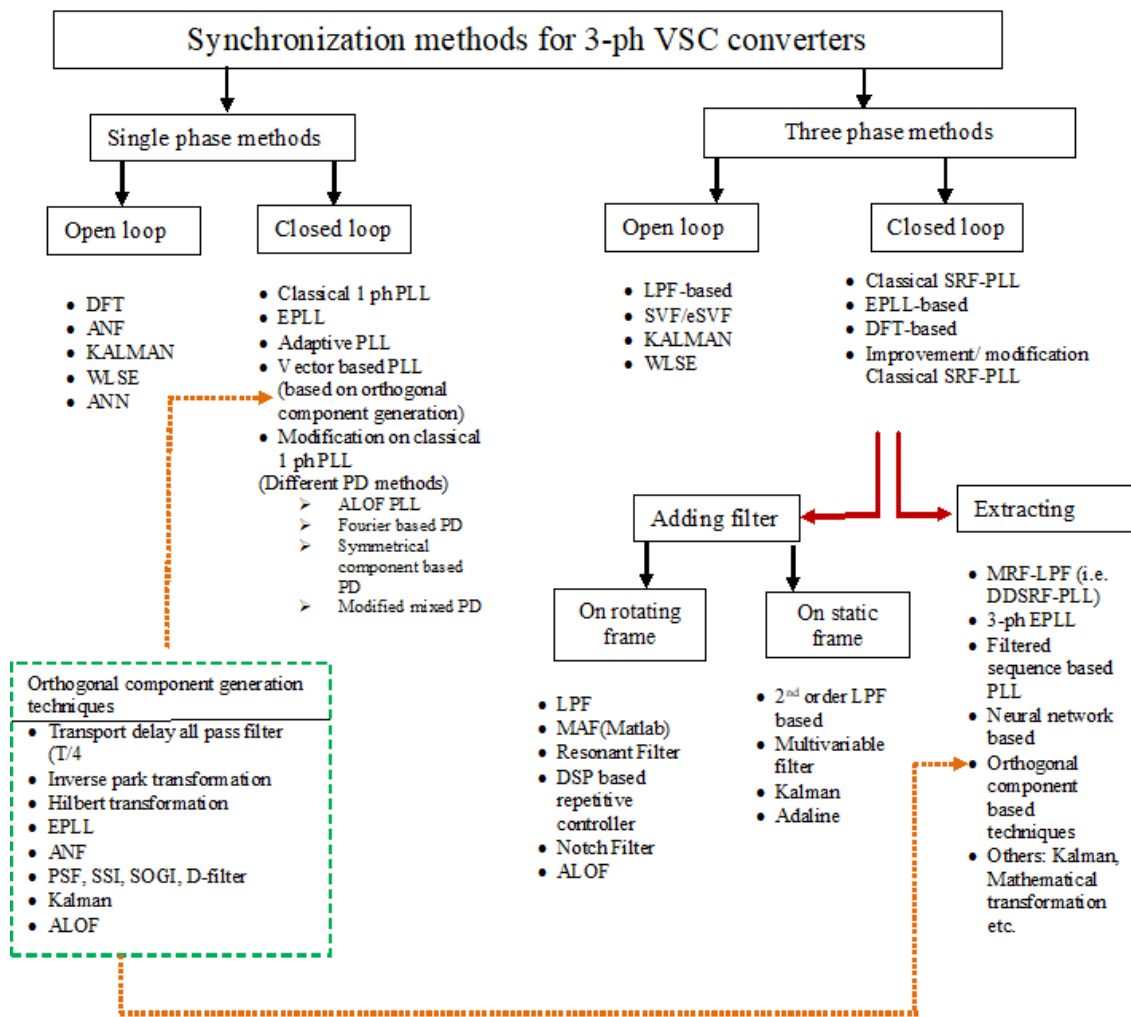 Synchronization methods for 3-ph VSC converters
Single phase methods
Three phase methods
Open loop
Closed loop
Open loop
Closed loop
• DFT
• ANF
• KALMAN
• WLSE
• ANN
• Classical 1 ph PLL
• EPLL
• Adaptive PLL
• Vector based PLL
(based on orthogonal
component generation)
• Modification on classical
1 ph PLL
(Different PD methods)
➢ ALOF PLL
➢ Fourier based PD
➢ Symmetrical
component based
PD
➢ Modified mixed PD
• LPF-based
• SVF/eSVF
• KALMAN
• WLSE
• Classical SRF-PLL
• EPLL-based
• DFT-based
• Improvement/ modification
Classical SRF-PLL
Adding filter
Extracting
On rotating
frame
On static
frame
• LPF
• MAF(Matlab)
• Resonant Filter
• DSP based
repetitive
controller
• Notch Filter
• ALOF
• 2nd order LPF
based
• Multivariable
filter
• Kalman
• Adaline
• MRF-LPF (i.e.
DDSRF-PLL)
• 3-ph EPLL
• Filtered
sequence based
PLL
• Neural network
based
• Orthogonal
component
based
techniques
• Others: Kalman,
Mathematical
transformation
etc.
Orthogonal component generation
techniques
• Transport delay all pass filter
(T/4
• Inverse park transformation
• Hilbert transformation
• EPLL
• ANF
• PSF, SSI, SOGI, D-filter
• Kalman
• ALOF